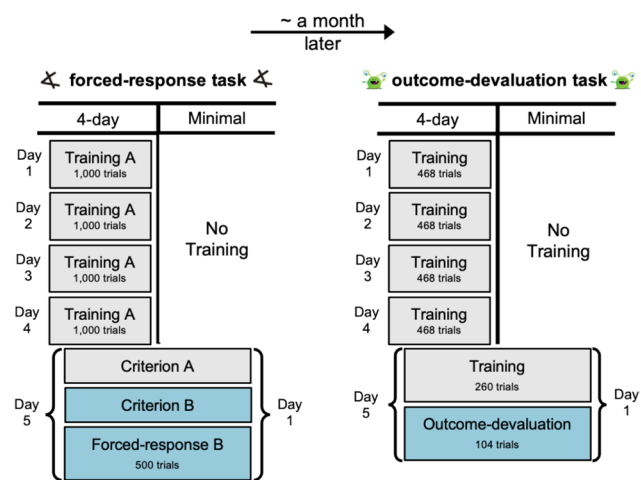 ~ a month
later
forced-response task
4-day Minimal
Day
1
Training A
1,000 trials
Day
2
Training A
1,000 trials
Day
3
Training A
1,000 trials
Day
4
Training A
1,000 trials
No
Training
Day
5
Criterion A
Criterion B
Forced-response B
500 trials
Day
1
outcome-devaluation task
4-day Minimal
Day
1
Training
468 trials
Day
2
Training
468 trials
Day
3
Training
468 trials
Day
4
Training
468 trials
No
Training
Day
5
Training
260 trials
Outcome-devaluation
104 trials
Day
1